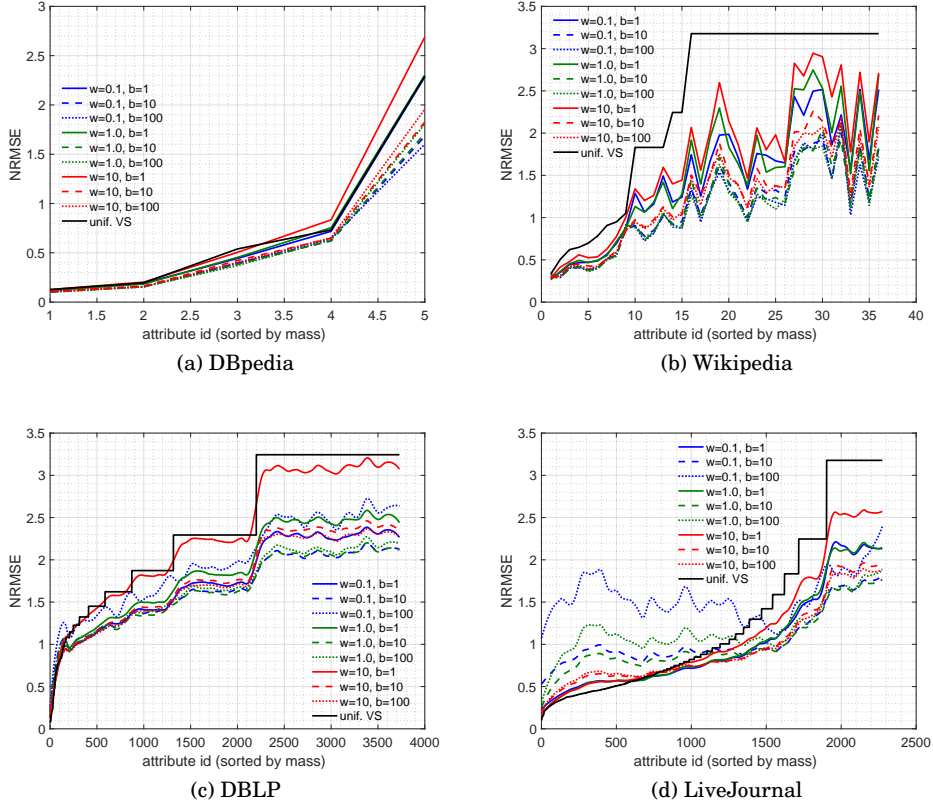 3
2.5
2
1.5
1
0.5
0
NRMSE
w=0.1, b=1
w=0.1, b=10
w=0.1, b=100
w=1.0, b=1
w=1.0, b=10
w=1.0, b=100
w=10, b=1
w=10, b=10
w=10, b=100
unif. VS
1 1.5 2 2.5 3 3.5 4 4.5 5
attribute id (sorted by mass)
(a) DBpedia
3.5
3
2.5
2
1.5
1
0.5
0
NRMSE
w=0.1, b=1
w=0.1, b=10
w=0.1, b=100
w=1.0, b=1
w=1.0, b=10
w=1.0, b=100
w=10, b=1
w=10, b=10
w=10, b=100
unif. VS
0 5 10 15 20 25 30 35 40
attribute id (sorted by mass)
(b) Wikipedia
3.5
3
2.5
2
1.5
1
0.5
0
NRMSE
w=0.1, b=1
w=0.1, b=10
w=0.1, b=100
w=1.0, b=1
w=1.0, b=10
w=1.0, b=100
w=10, b=1
w=10, b=10
w=10, b=100
unif. VS
0 500 1000 1500 2000 2500 3000 3500 4000
attribute id (sorted by mass)
(c) DBLP
3.5
3
2.5
2
1.5
1
0.5
0
NRMSE
w=0.1, b=1
w=0.1, b=10
w=0.1, b=100
w=1.0, b=1
w=1.0, b=10
w=1.0, b=100
w=10, b=1
w=10, b=10
w=10, b=100
unif. VS
0 500 1000 1500 2000 2500
attribute id (sorted by mass)
(d) LiveJournal